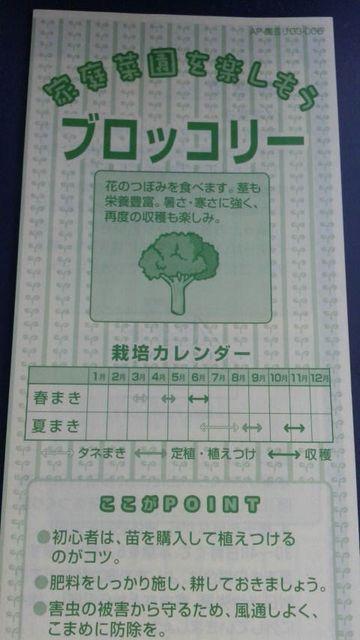 家庭菜園を楽しもう
ブロッコリー
花のつぼみを食べます。茎も
栄養豊富。暑さ・寒さに強く、
再度の収穫も楽しみ。
栽培カレンダー
1月 2月 3月 4月 5月 6月 7月 8月 9月 10月 11月 12月
春まき
夏まき
タネまき 定植・植えつけ 収穫
ここがPOINT
●初心者は、苗を購入して植えつける
のがコツ。
●肥料をしっかり施し、耕しておきましょう。
●害虫の被害から守るため、風通しよく、
こまめに防除を。